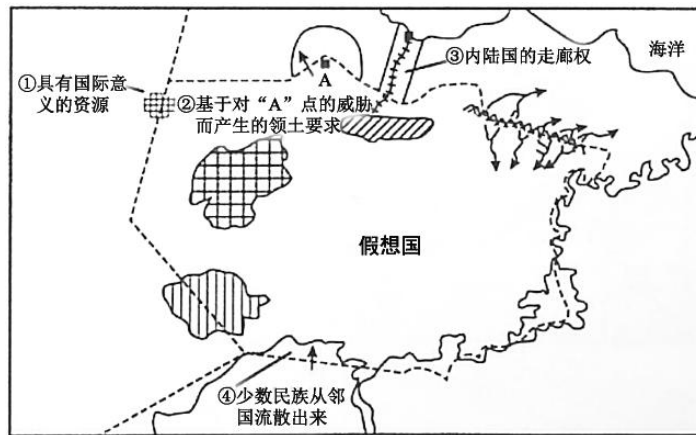 海洋
③内陆国的走廊权
①具有国际意
义的资源
A
②基于对“A”点的威胁
而产生的领土要求
假想国
④少数民族从邻
国流散出来